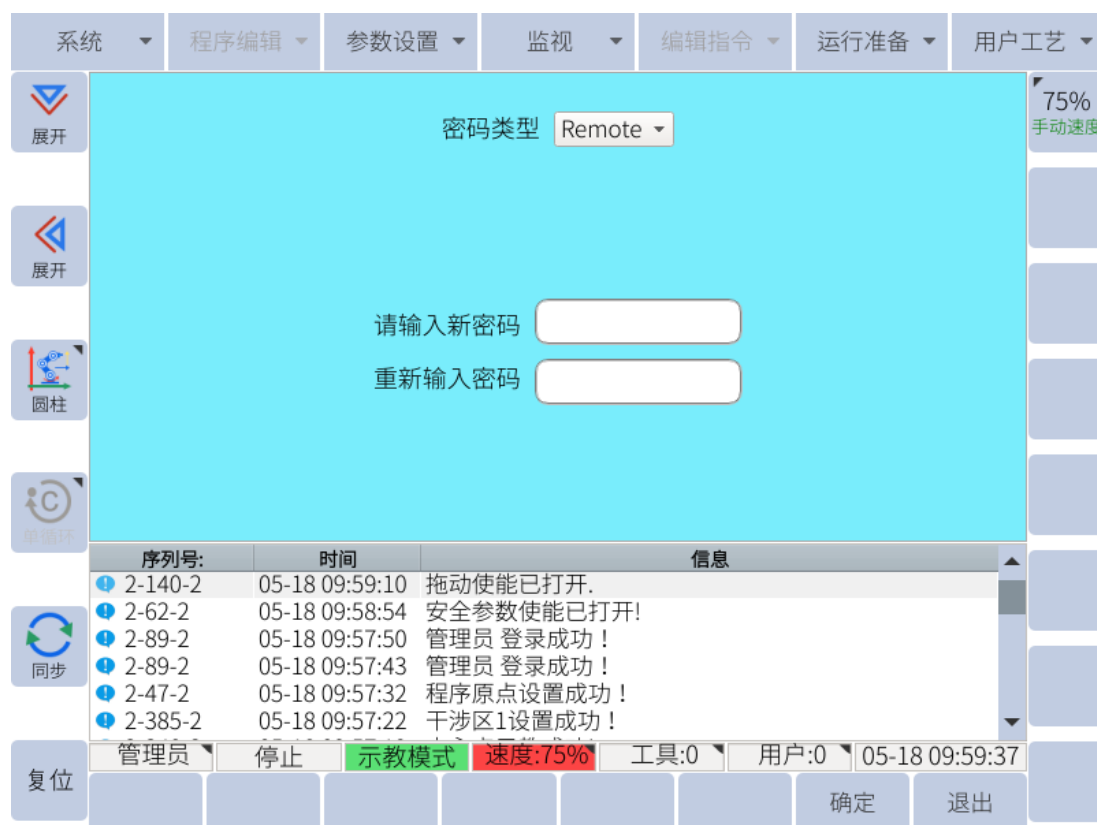 系统 程序编辑 参数设置 监视 编辑指令 运行准备 用户工艺
展开
密码类型 Remote
75%
手动速度
展开
请输入新密码
重新输入密码
圆柱
单循环
序列号: 时间 信息
2-140-2 05-18 09:59:10 拖动使能已打开.
2-62-2 05-18 09:58:54 安全参数使能已打开!
2-89-2 05-18 09:57:50 管理员 登录成功！
2-89-2 05-18 09:57:43 管理员 登录成功！
2-47-2 05-18 09:57:32 程序原点设置成功！
2-385-2 05-18 09:57:22 干涉区1设置成功！
同步
管理员 停止 示教模式 速度:75% 工具:0 用户:0 05-18 09:59:37
复位
确定 退出